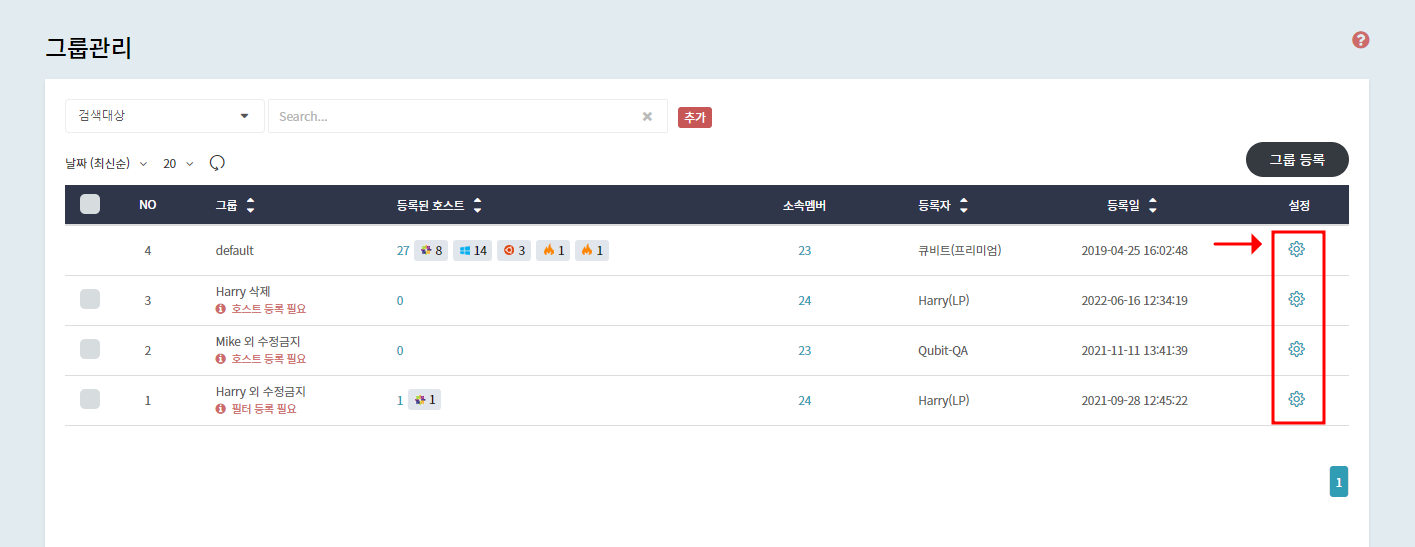 그룹관리
검색대상 Search... 추가
날짜 (최신순) 20 그룹 등록
NO 그룹 등록된 호스트 소속멤버 등록자 등록일 설정
4 default 27 8 14 3 1 1 23 큐비트(프리미엄) 2019-04-25 16:02:48
3 Harry 삭제 0 24 Harry(LP) 2022-06-16 12:34:19
호스트 등록 필요
2 Mike 외 수정금지 0 23 Qubit-QA 2021-11-11 13:41:39
호스트 등록 필요
1 Harry 외 수정금지 1 1 24 Harry(LP) 2021-09-28 12:45:22
필터 등록 필요
1